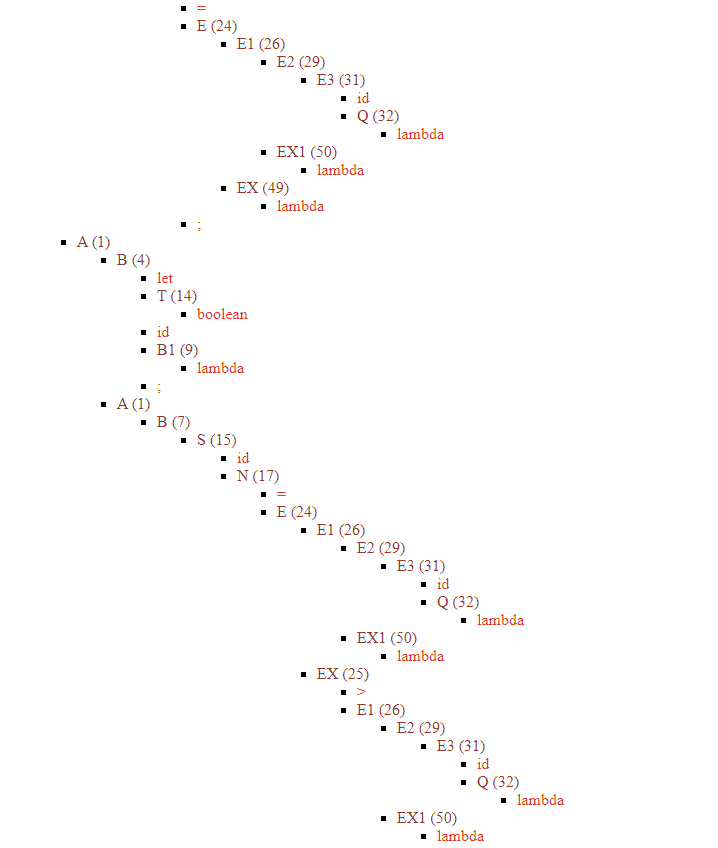 =
E (24)
E1 (26)
E2 (29)
E3 (31)
id
Q (32)
lambda
EX1 (50)
lambda
EX (49)
lambda
;
A (1)
B (4)
let
T (14)
boolean
id
B1 (9)
lambda
;
A (1)
B (7)
S (15)
id
N (17)
=
E (24)
E1 (26)
E2 (29)
E3 (31)
id
Q (32)
lambda
EX1 (50)
lambda
EX (25)
>
E1 (26)
E2 (29)
E3 (31)
id
Q (32)
lambda
EX1 (50)
lambda